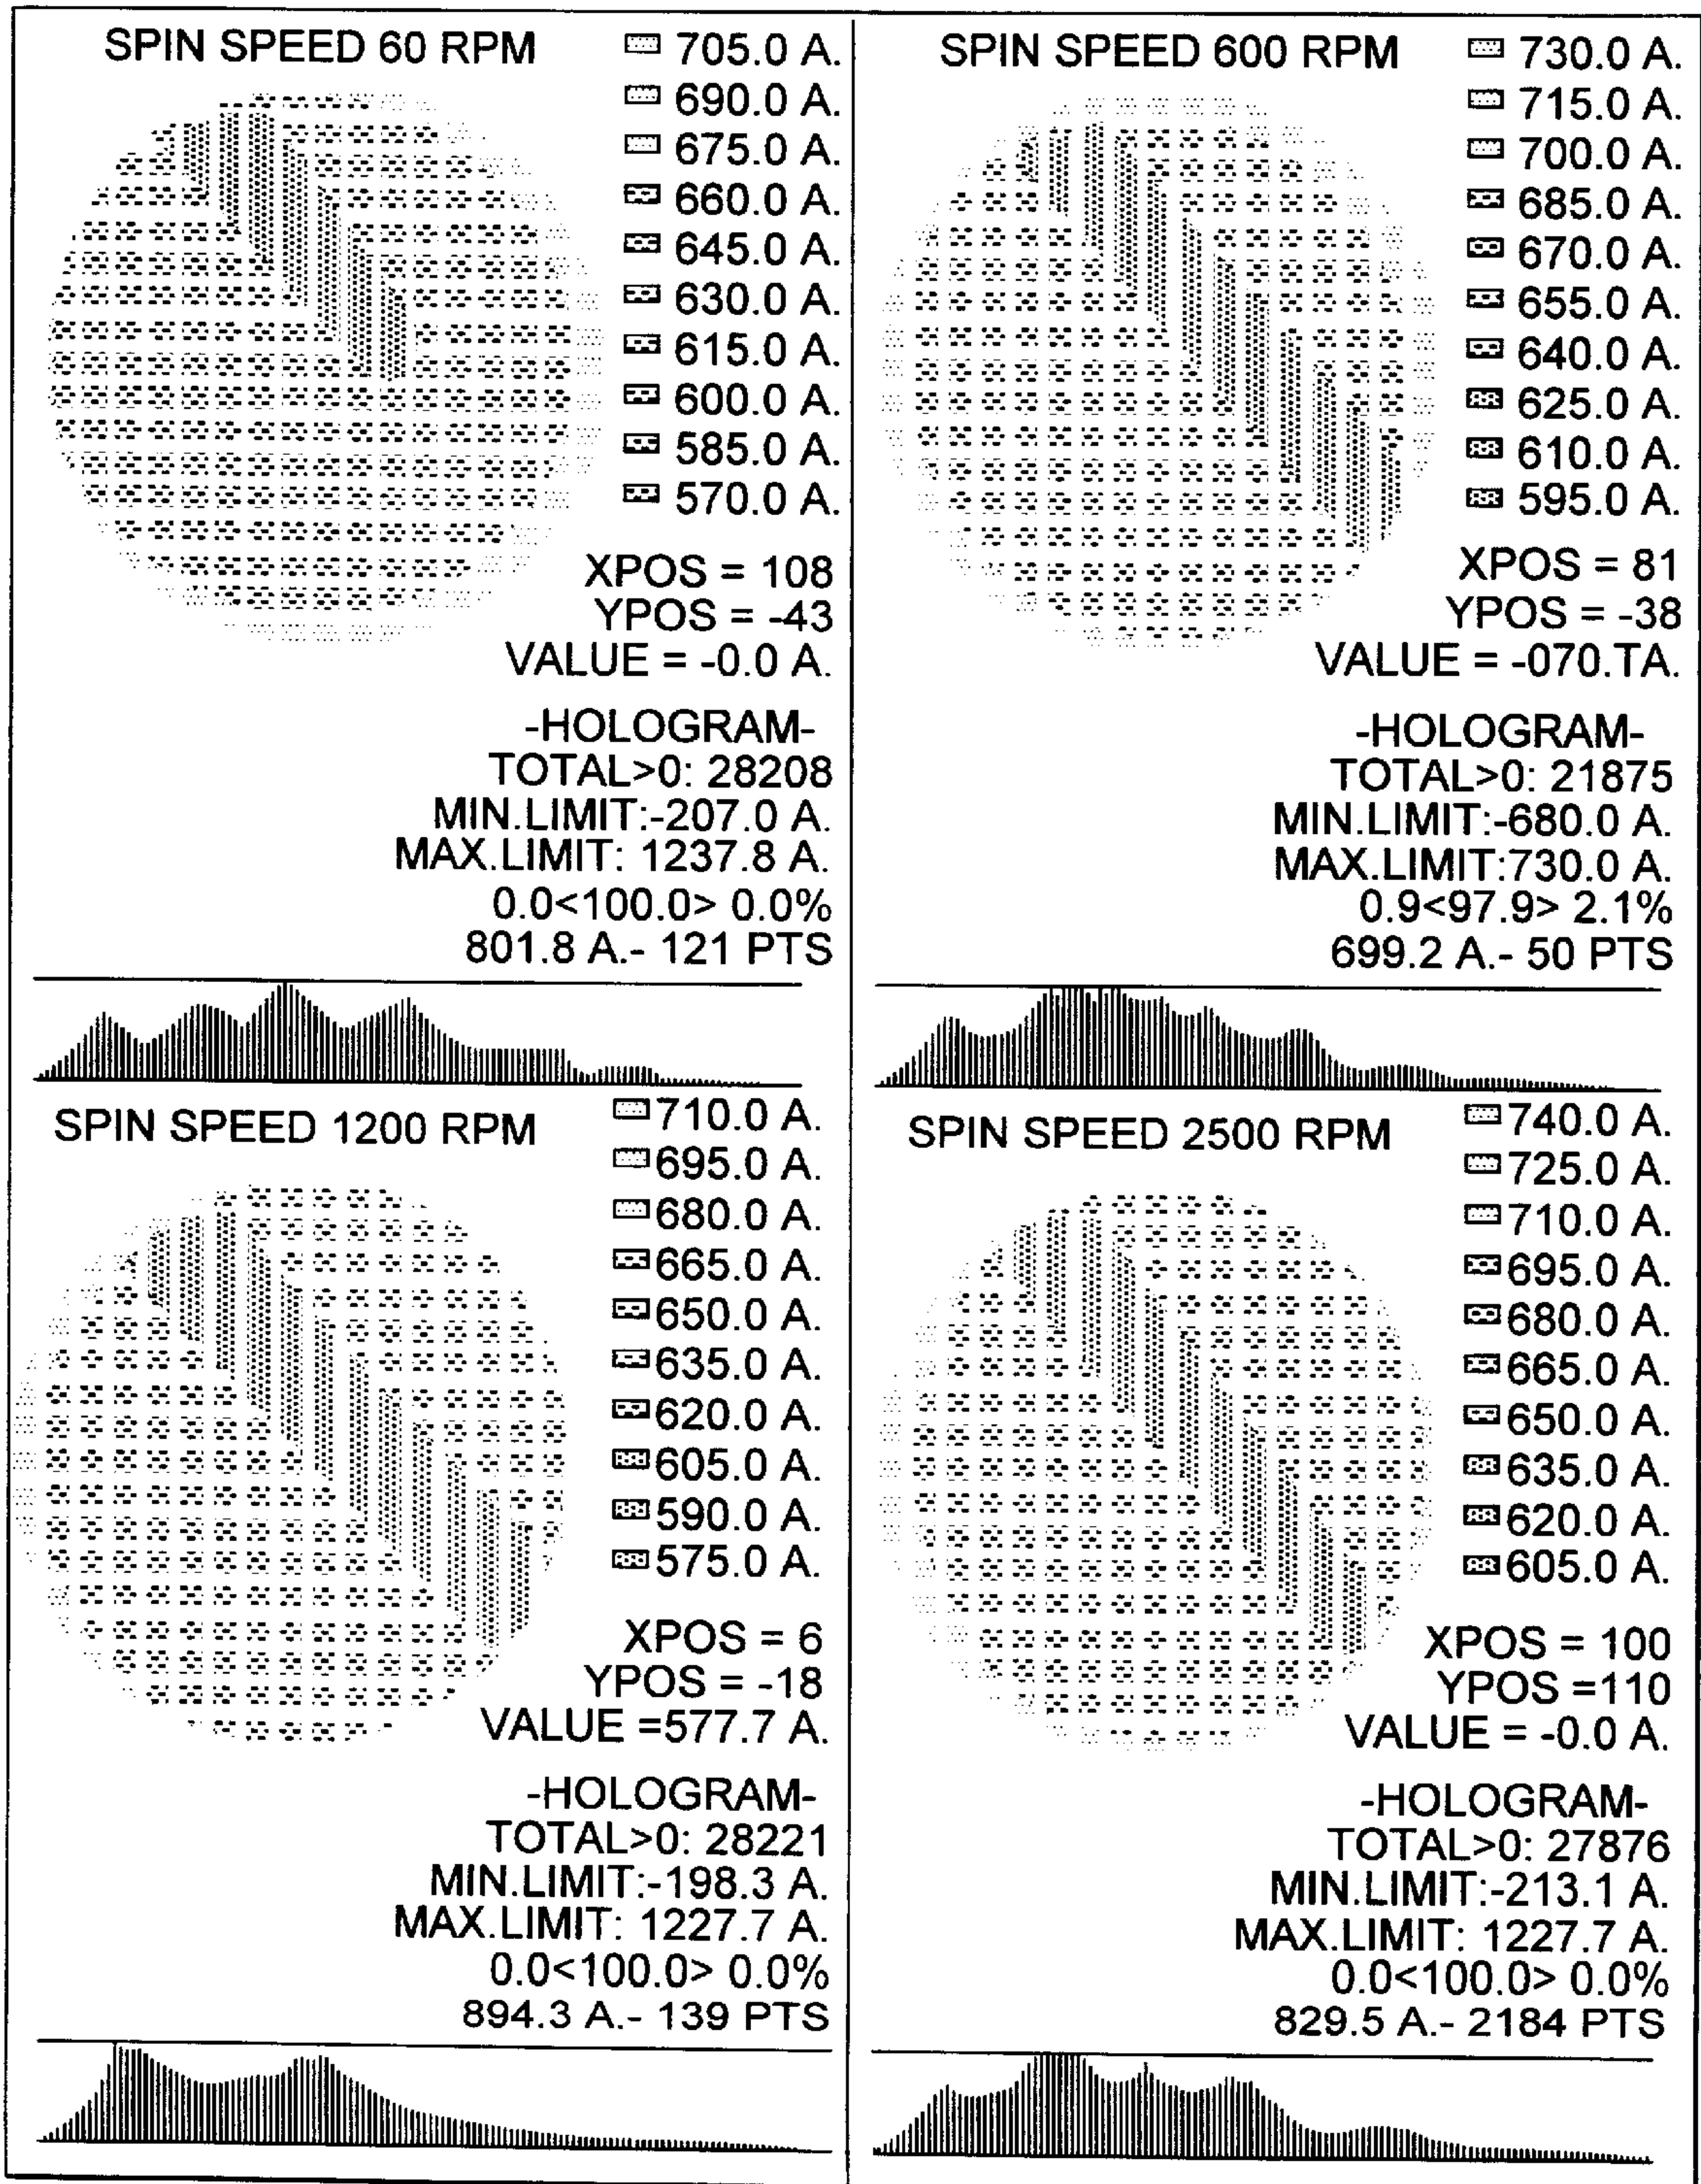 SPIN SPEED 60 RPM
705.0 A.
690.0 A.
675.0 A.
660.0 A.
645.0 A.
630.0 A.
615.0 A.
600.0 A.
585.0 A.
570.0 A.
XPOS = 108
YPOS = -43
VALUE = -0.0 A.
-HOLOGRAM-
TOTAL>0: 28208
MIN.LIMIT:-207.0 A.
MAX.LIMIT: 1237.8 A.
0.0<100.0> 0.0%
801.8 A.- 121 PTS
SPIN SPEED 600 RPM
730.0 A.
715.0 A.
700.0 A.
685.0 A.
670.0 A.
655.0 A.
640.0 A.
625.0 A.
610.0 A.
595.0 A.
XPOS = 81
YPOS = -38
VALUE = -070.TA.
-HOLOGRAM-
TOTAL>0: 21875
MIN.LIMIT:-680.0 A.
MAX.LIMIT:730.0 A.
0.9<97.9> 2.1%
699.2 A.- 50 PTS
SPIN SPEED 1200 RPM
710.0 A.
695.0 A.
680.0 A.
665.0 A.
650.0 A.
635.0 A.
620.0 A.
605.0 A.
590.0 A.
575.0 A.
XPOS = 6
YPOS = -18
VALUE =577.7 A.
-HOLOGRAM-
TOTAL>0: 28221
MIN.LIMIT:-198.3 A.
MAX.LIMIT: 1227.7 A.
0.0<100.0> 0.0%
894.3 A.- 139 PTS
SPIN SPEED 2500 RPM
740.0 A.
725.0 A.
710.0 A.
695.0 A.
680.0 A.
665.0 A.
650.0 A.
635.0 A.
620.0 A.
605.0 A.
XPOS = 100
YPOS =110
VALUE = -0.0 A.
-HOLOGRAM-
TOTAL>0: 27876
MIN.LIMIT:-213.1 A.
MAX.LIMIT: 1227.7 A.
0.0<100.0> 0.0%
829.5 A.- 2184 PTS